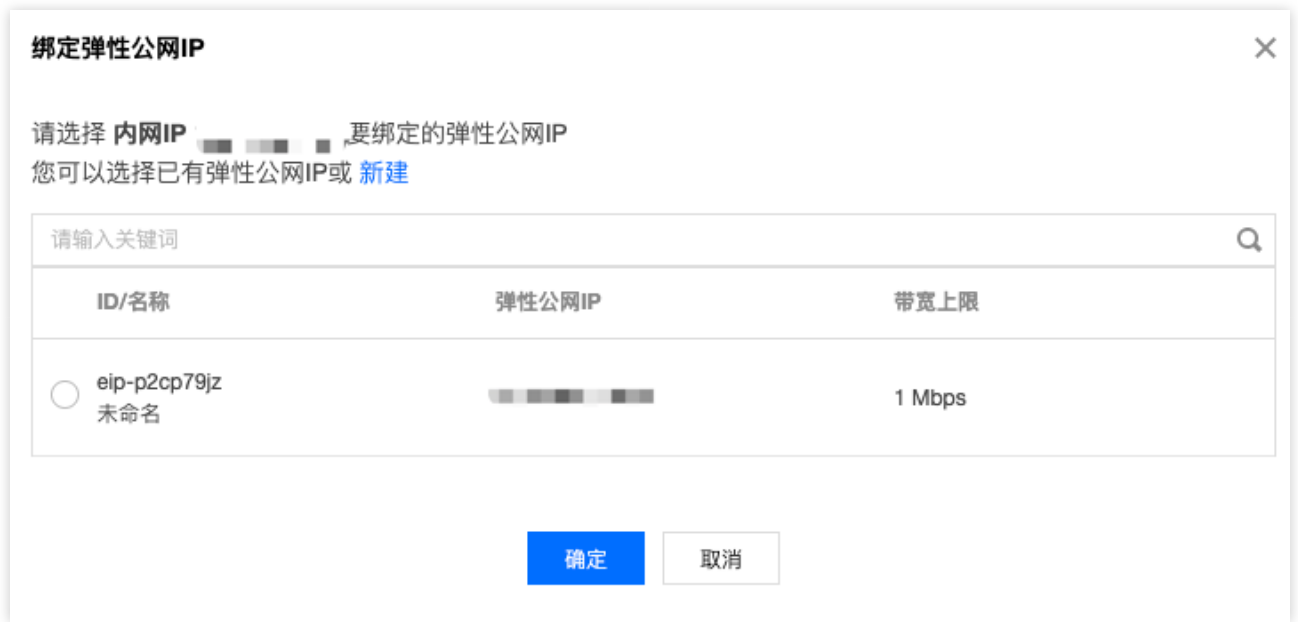 绑定弹性公网IP
请选择 内网IP 要绑定的弹性公网IP
您可以选择已有弹性公网IP或 新建
请输入关键词
ID/名称 弹性公网IP 带宽上限
eip-p2cp79jz
未命名
1 Mbps
确定 取消